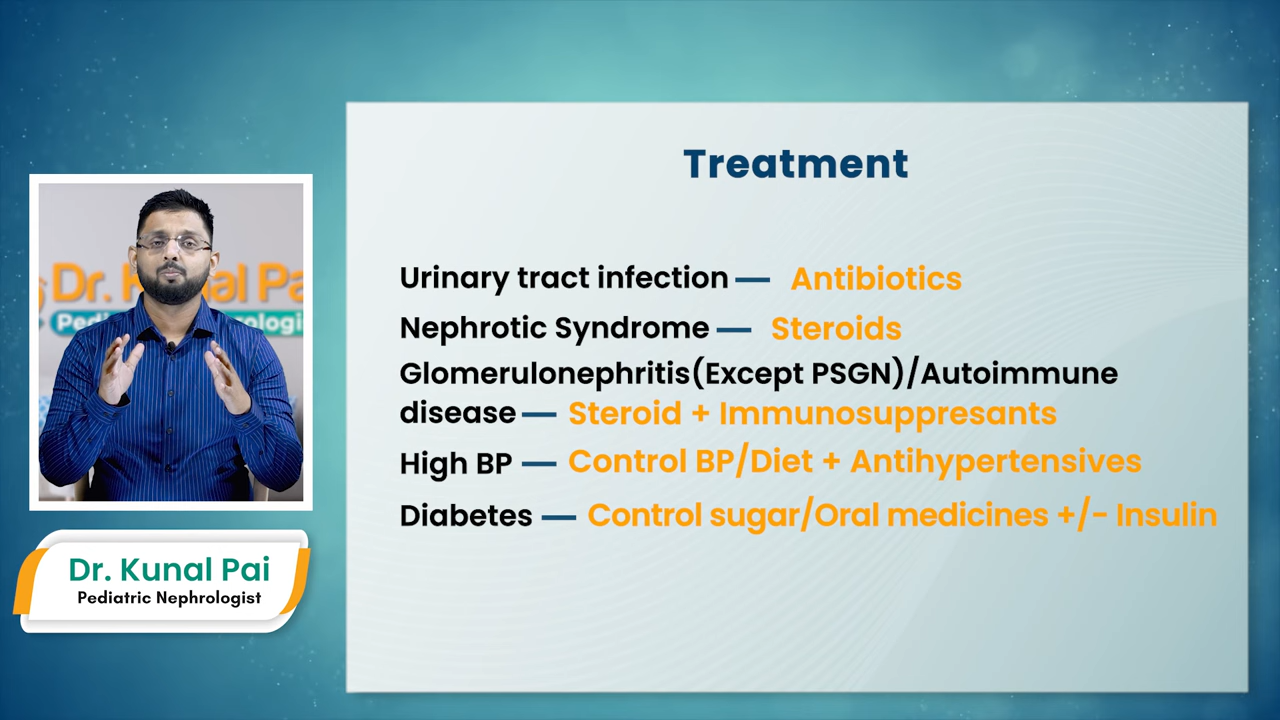 Treatment
Urinary tract infection — Antibiotics
Nephrotic Syndrome — Steroids
Glomerulonephritis(Except PSGN)/Autoimmune
disease — Steroid + Immunosuppresants
High BP — Control BP/Diet + Antihypertensives
Diabetes — Control sugar/Oral medicines +/- Insulin
Dr. Kunal Pai
Pediatric Nephrologist